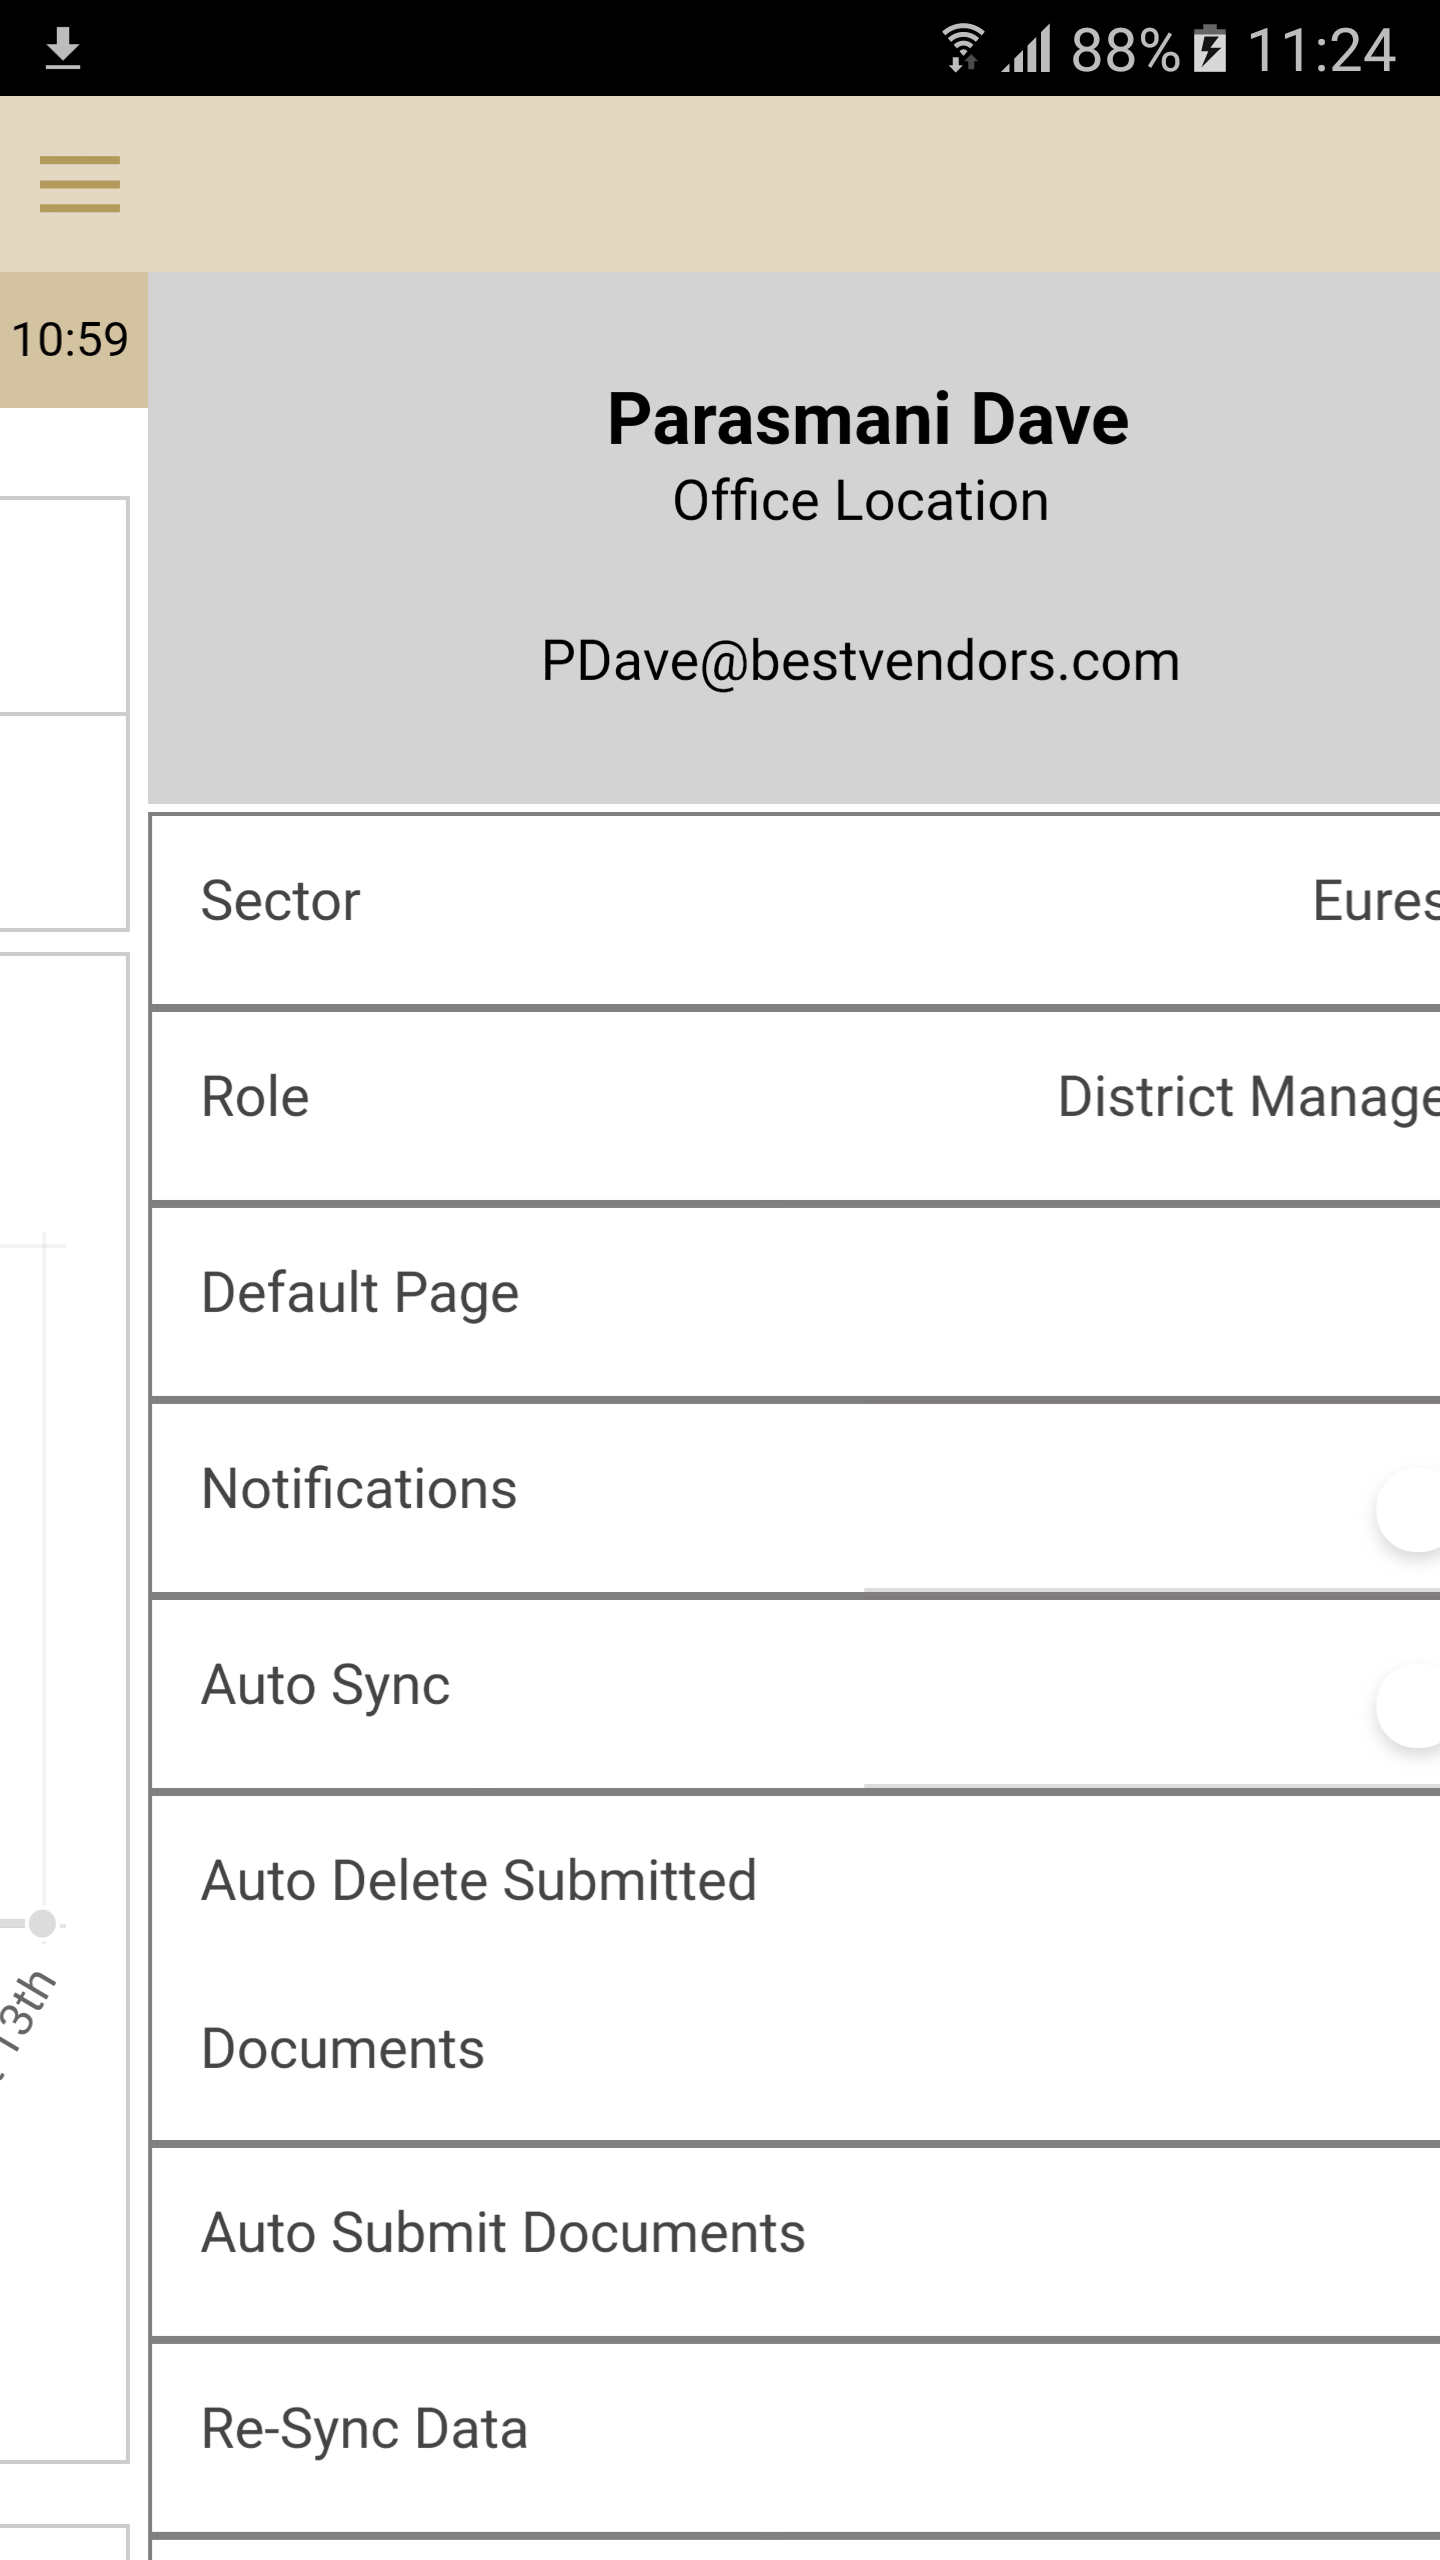 88% 11:24
10:59
Parasmani Dave
Office Location
PDave@bestvendors.com
Sector Eures
Role District Manage
Default Page
Notifications
Auto Sync
Auto Delete Submitted
Documents
13th
Auto Submit Documents
Re-Sync Data